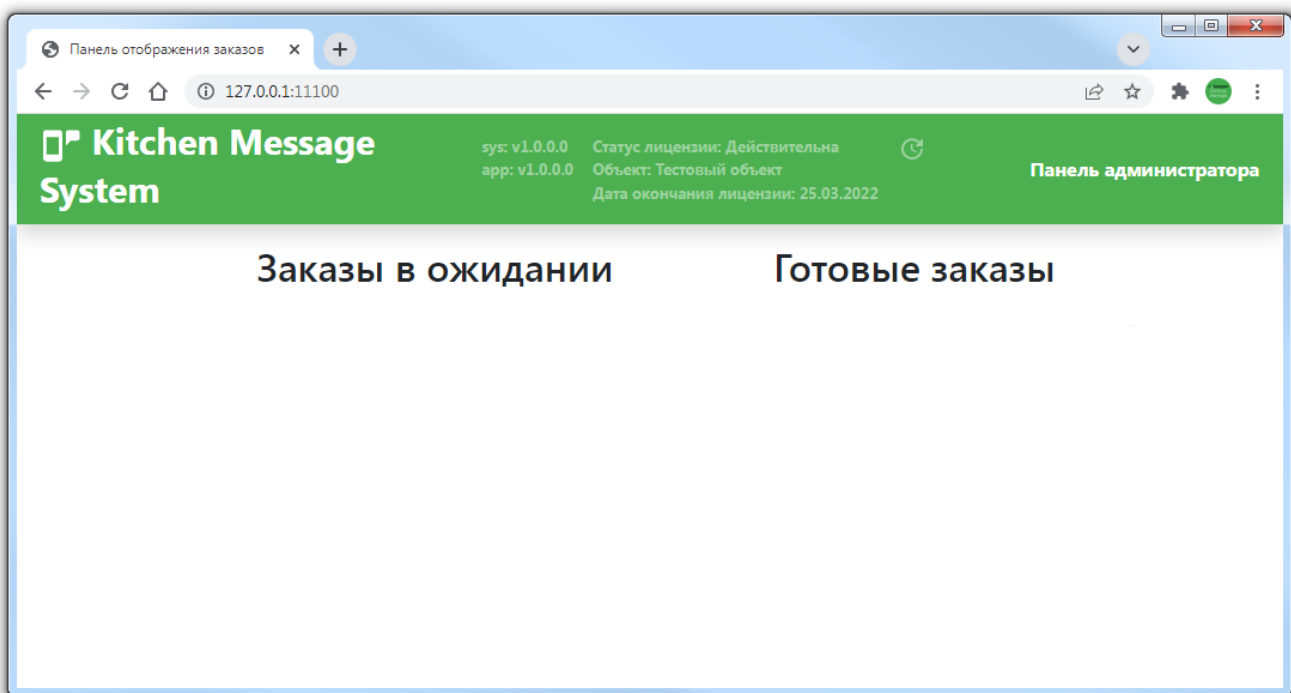 Панель отображения заказов
127.0.0.1:11100
Kitchen Message
System
sys: v1.0.0.0
app: v1.0.0.0
Статус лицензии: Действительна
Объект: Тестовый объект
Дата окончания лицензии: 25.03.2022
Панель администратора
Заказы в ожидании
Готовые заказы